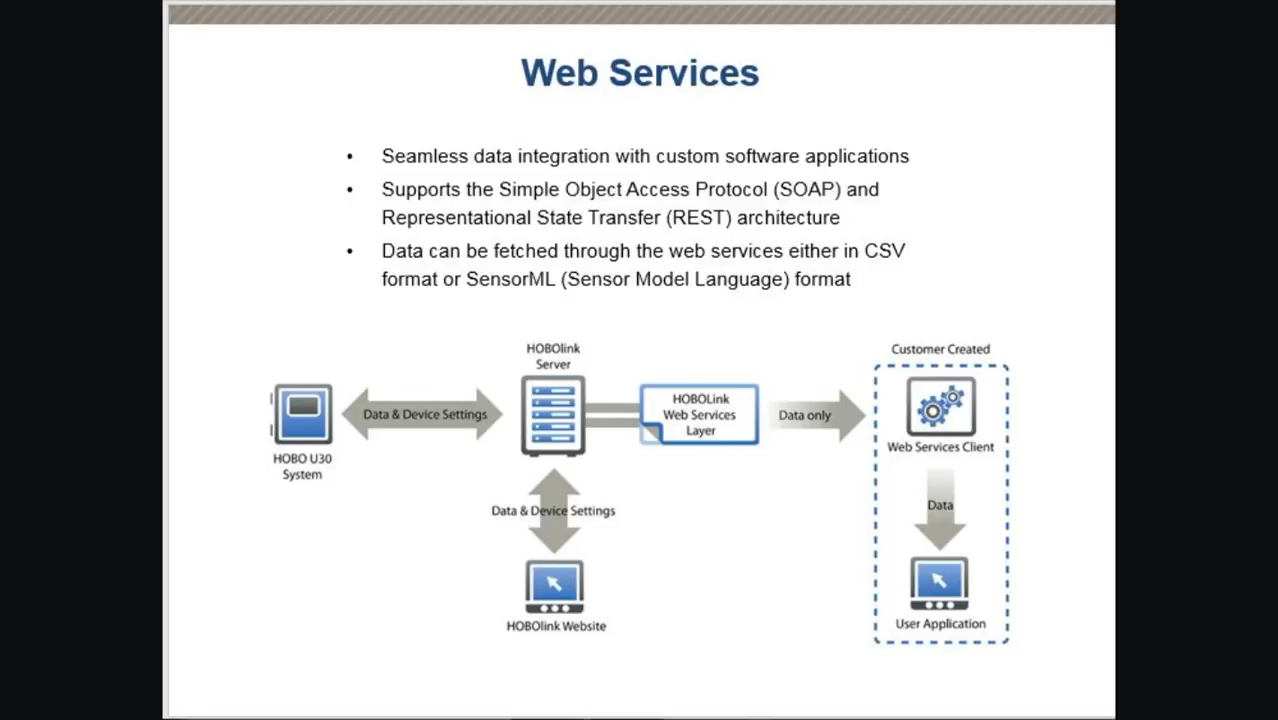 Web Services
• Seamless data integration with custom software applications
• Supports the Simple Object Access Protocol (SOAP) and
Representational State Transfer (REST) architecture
• Data can be fetched through the web services either in CSV
format or SensorML (Sensor Model Language) format
HOBOlink
Server
Customer Created
HOBOLink
Web Services
Layer
Data & Device Settings
Data only
Web Services Client
HOBO U30
System
Data & Device Settings
Data
HOBOlink Website
User Application